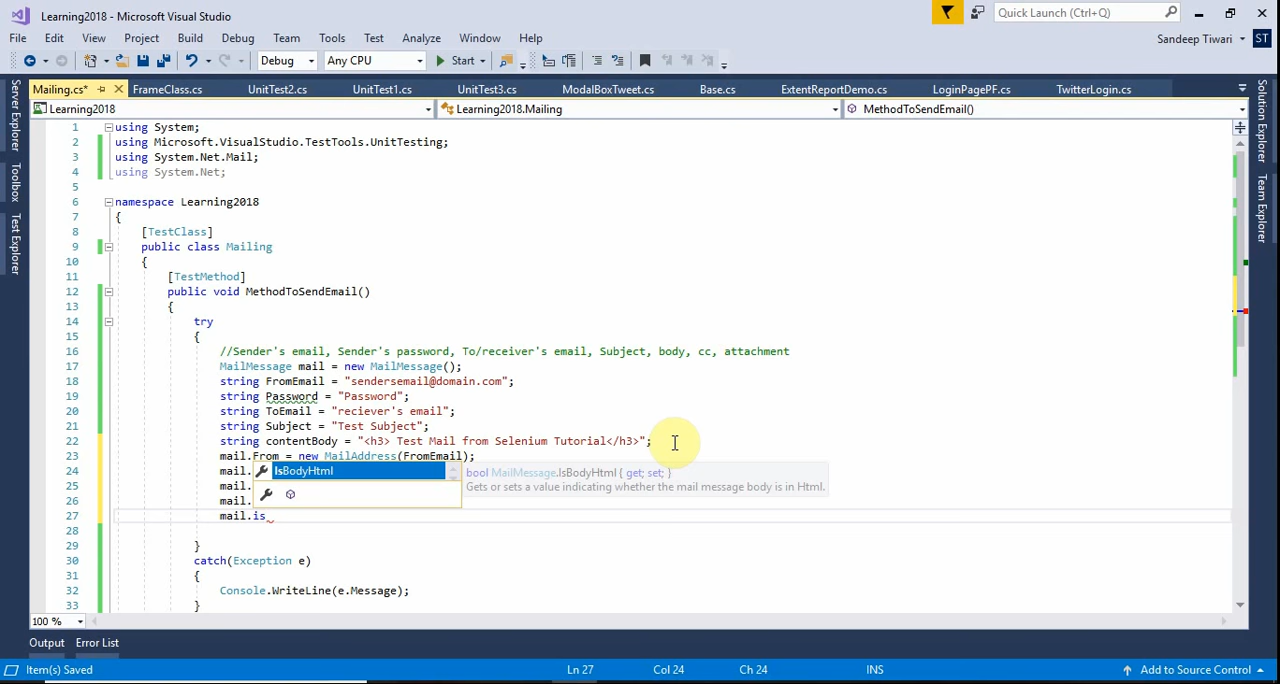 Learning2018 - Microsoft Visual Studio
Quick Launch (Ctrl+Q)
File Edit View Project Build Debug Team Tools Test Analyze Window Help
Sandeep Tiwari ST
Debug Any CPU Start
Mailing.cs* FrameClass.cs UnitTest2.cs UnitTest1.cs UnitTest3.cs ModalBoxTweet.cs Base.cs ExtentReportDemo.cs LoginPagePF.cs TwitterLogin.cs
Learning2018 Learning2018.Mailing MethodToSendEmail()
Server Explorer
Toolbox
Test Explorer
Solution Explorer
Team Explorer
1 using System;
2 using Microsoft.VisualStudio.TestTools.UnitTesting;
3 using System.Net.Mail;
4 using System.Net;
5
6 namespace Learning2018
7 {
8 [TestClass]
9 public class Mailing
10 {
11 [TestMethod]
12 public void MethodToSendEmail()
13 {
14 try
15 {
16 //Sender's email, Sender's password, To/receiver's email, Subject, body, cc, attachment
17 MailMessage mail = new MailMessage();
18 string FromEmail = "sendersemail@domain.com";
19 string Password = "Password";
20 string ToEmail = "reciever's email";
21 string Subject = "Test Subject";
22 string contentBody = "<h3> Test Mail from Selenium Tutorial</h3>";
23 mail.From = new MailAddress(FromEmail);
24 mail.
IsBodyHtml
bool MailMessage.IsBodyHtml { get; set; }
Gets or sets a value indicating whether the mail message body is in Html.
25 mail.
26 mail.
27 mail.is
28
29 }
30 catch(Exception e)
31 {
32 Console.WriteLine(e.Message);
33 }
100 %
Output Error List
Item(s) Saved Ln 27 Col 24 Ch 24 INS Add to Source Control